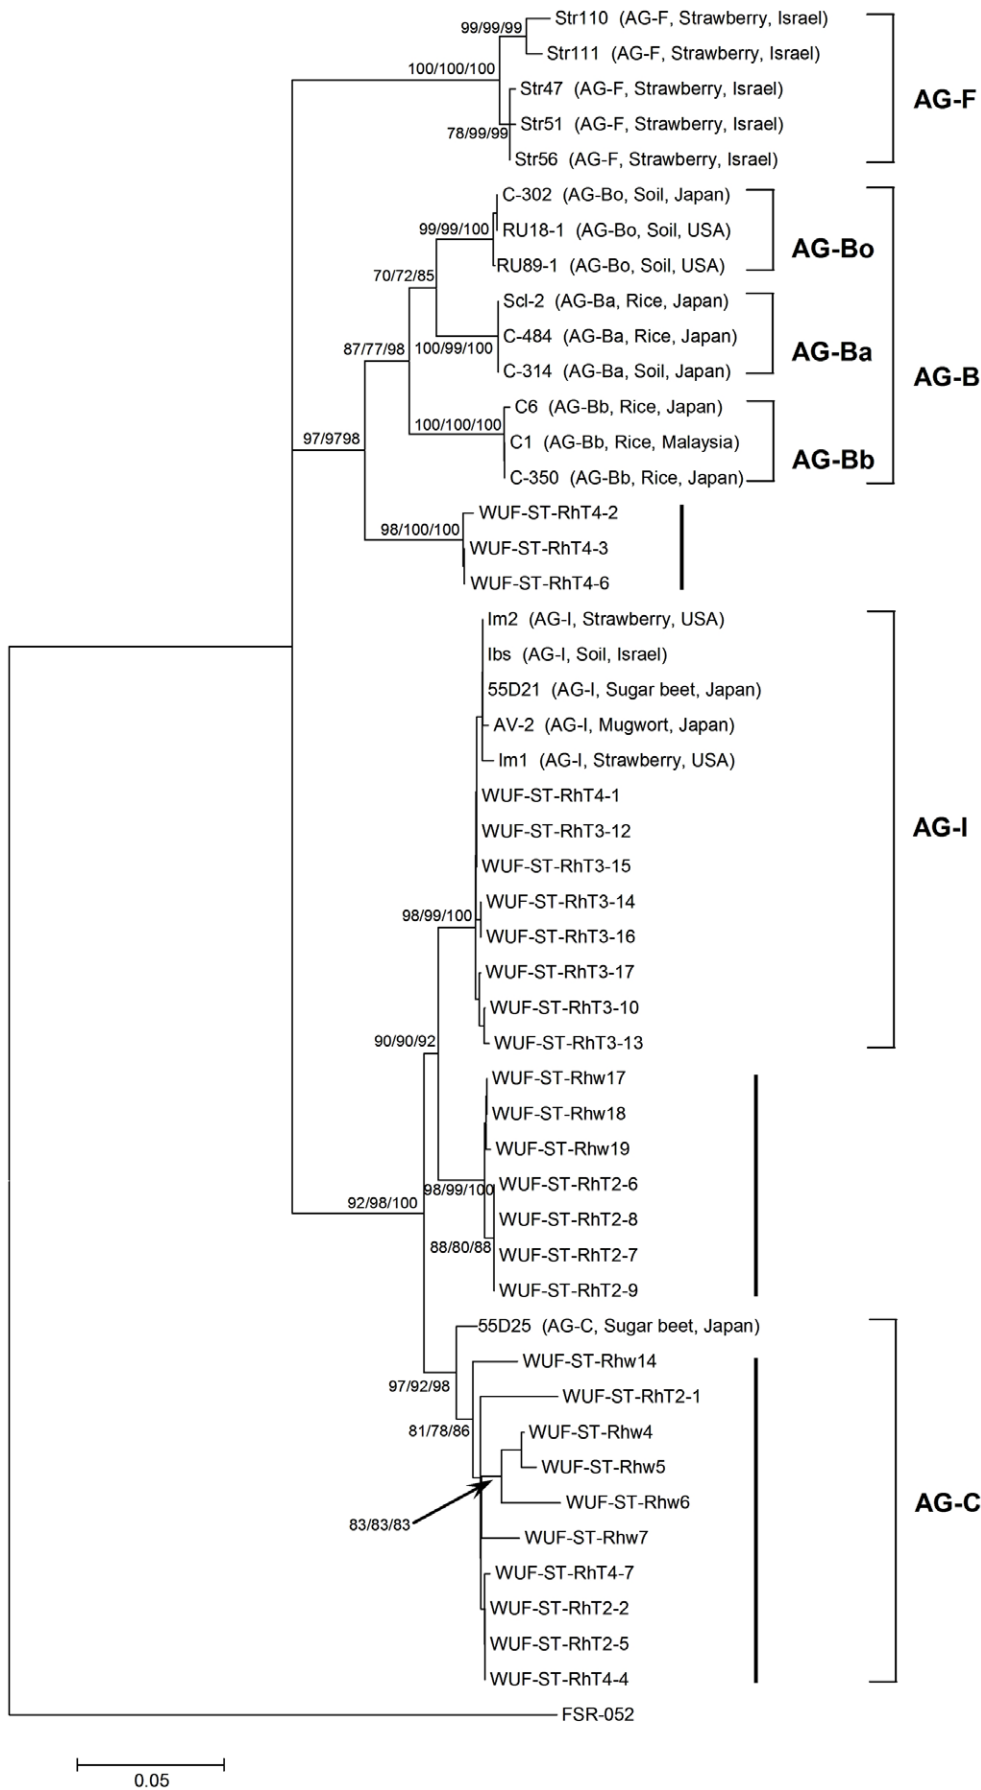 99/99/99
Str110 (AG-F, Strawberry, Israel)
Str111 (AG-F, Strawberry, Israel)
100/100/100
Str47 (AG-F, Strawberry, Israel)
AG-F
Str51 (AG-F, Strawberry, Israel)
78/99/99
Str56 (AG-F, Strawberry, Israel)
C-302 (AG-Bo, Soil, Japan)
99/99/100
RU18-1 (AG-Bo, Soil, USA)
AG-Bo
RU89-1 (AG-Bo, Soil, USA)
70/72/85
Scl-2 (AG-Ba, Rice, Japan)
C-484 (AG-Ba, Rice, Japan)
87/77/98
100/99/100
AG-Ba
C-314 (AG-Ba, Soil, Japan)
AG-B
C6 (AG-Bb, Rice, Japan)
100/100/100
97/9798
C1 (AG-Bb, Rice, Malaysia)
AG-Bb
C-350 (AG-Bb, Rice, Japan)
WUF-ST-RhT4-2
98/100/100
WUF-ST-RhT4-3
WUF-ST-RhT4-6
Im2 (AG-I, Strawberry, USA)
Ibs (AG-I, Soil, Israel)
55D21 (AG-I, Sugar beet, Japan)
AV-2 (AG-I, Mugwort, Japan)
Im1 (AG-I, Strawberry, USA)
WUF-ST-RhT4-1
AG-I
WUF-ST-RhT3-12
WUF-ST-RhT3-15
WUF-ST-RhT3-14
98/99/100
WUF-ST-RhT3-16
WUF-ST-RhT3-17
WUF-ST-RhT3-10
90/90/92
WUF-ST-RhT3-13
WUF-ST-Rhw17
WUF-ST-Rhw18
WUF-ST-Rhw19
WUF-ST-RhT2-6
98/99/100
92/98/100
WUF-ST-RhT2-8
88/80/88
WUF-ST-RhT2-7
WUF-ST-RhT2-9
55D25 (AG-C, Sugar beet, Japan)
WUF-ST-Rhw14
97/92/98
WUF-ST-RhT2-1
81/78/86
WUF-ST-Rhw4
WUF-ST-Rhw5
WUF-ST-Rhw6
AG-C
83/83/83
WUF-ST-Rhw7
WUF-ST-RhT4-7
WUF-ST-RhT2-2
WUF-ST-RhT2-5
WUF-ST-RhT4-4
FSR-052
0.05